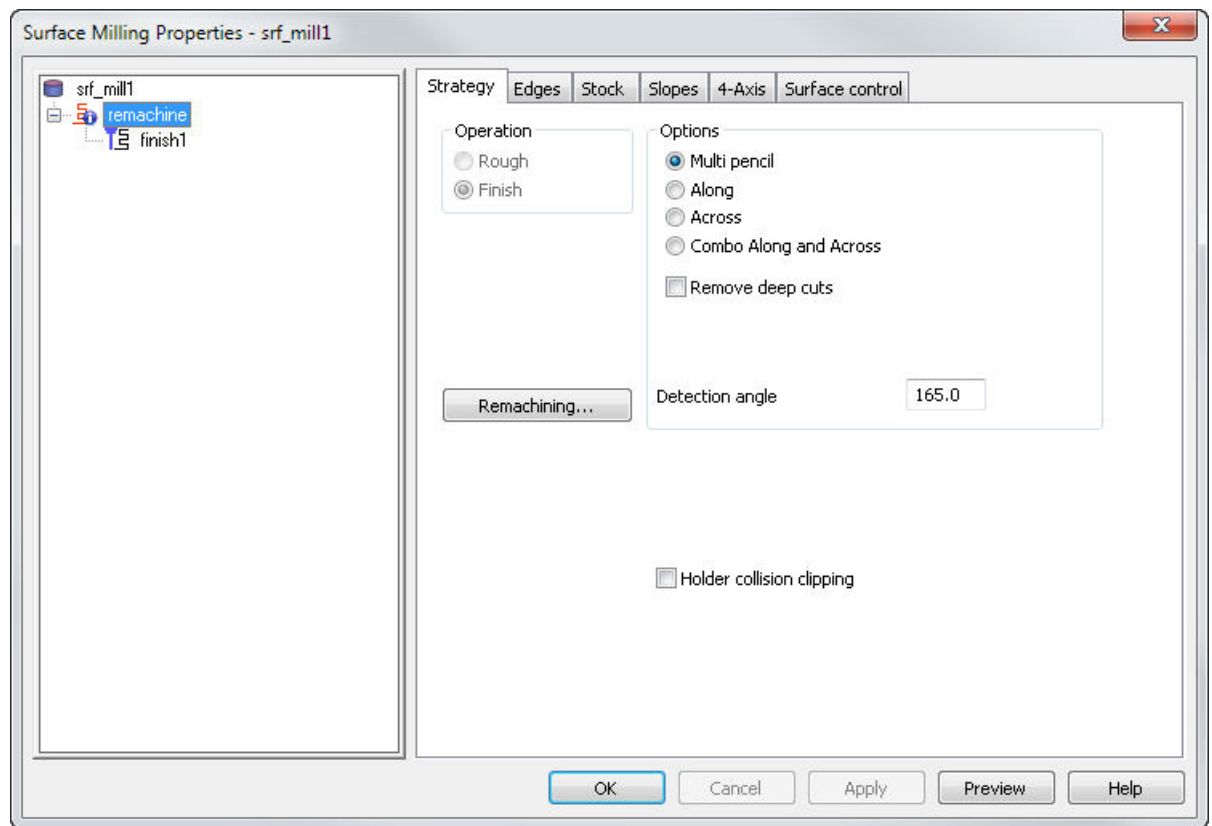 Surface Milling Properties - srf_mill1
srf_mill1
remachine
finish1
Strategy Edges Stock Slopes 4-Axis Surface control
Operation
Rough
Finish
Options
Multi pencil
Along
Across
Combo Along and Across
Remove deep cuts
Remachining...
Detection angle 165.0
Holder collision clipping
OK Cancel Apply Preview Help